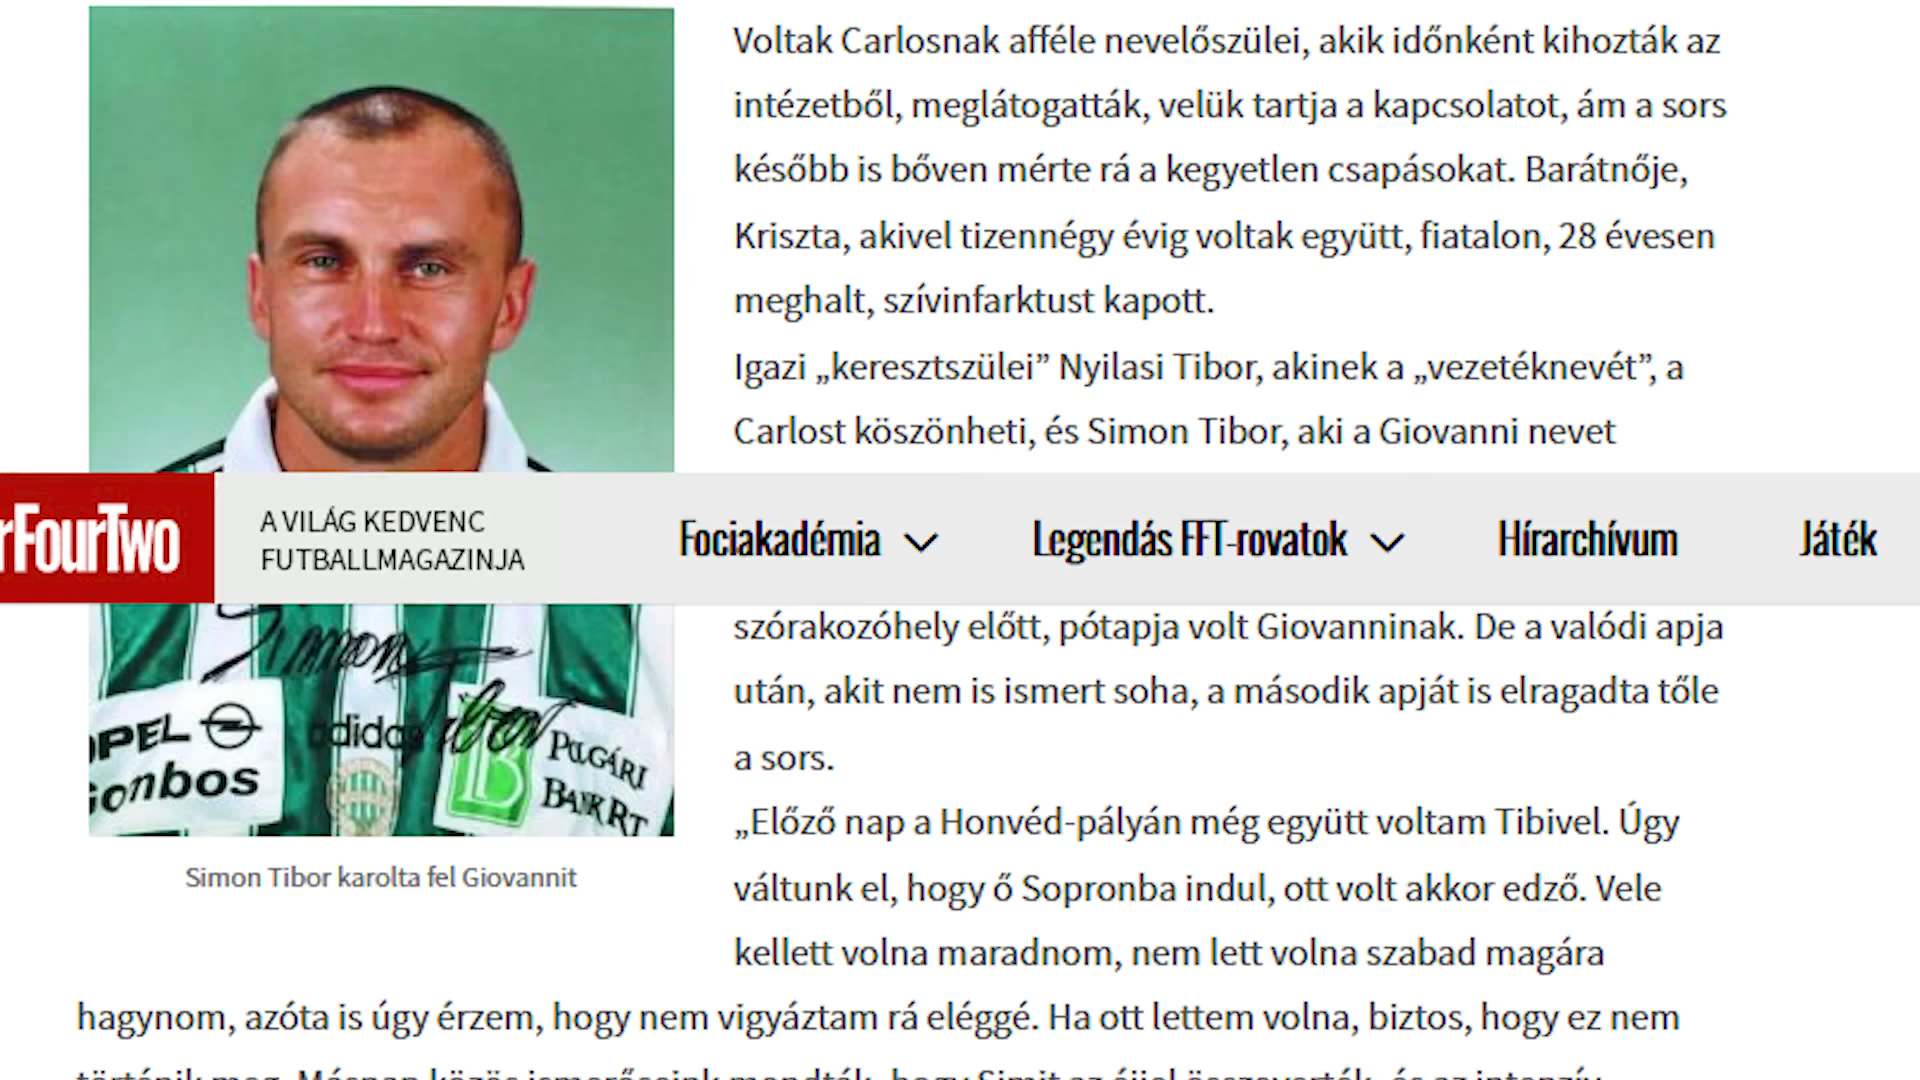 Voltak Carlosnak afféle nevelőszülei, akik időnként kihozták az
intézetből, meglátogatták, velük tartja a kapcsolatot, ám a sors
később is bőven mérte rá a kegyetlen csapásokat. Barátnője,
Kriszta, akivel tizennégy évig voltak együtt, fiatalon, 28 évesen
meghalt, szívinfarktust kapott.
Igazi „keresztszülei” Nyilasi Tibor, akinek a „vezetéknevét”, a
Carlost köszönheti, és Simon Tibor, aki a Giovanni nevet
rFourTwo
A VILÁG KEDVENC
FUTBALLMAGAZINJA
Fociakadémia
Legendás FFT-rovatok
Hírarchívum
Játék
szórakozóhely előtt, pótapja volt Giovanninak. De a valódi apja
után, akit nem is ismert soha, a második apját is elragadta tőle
a sors.
„Előző nap a Honvéd-pályán még együtt voltam Tibivel. Úgy
váltunk el, hogy ő Sopronba indul, ott volt akkor edző. Vele
kellett volna maradnom, nem lett volna szabad magára
hagynom, azóta is úgy érzem, hogy nem vigyáztam rá eléggé. Ha ott lettem volna, biztos, hogy ez nem
Simon
OPEL
Gombos
adidas
POLGÁRI
BANK RT
Simon Tibor karolta fel Giovannit